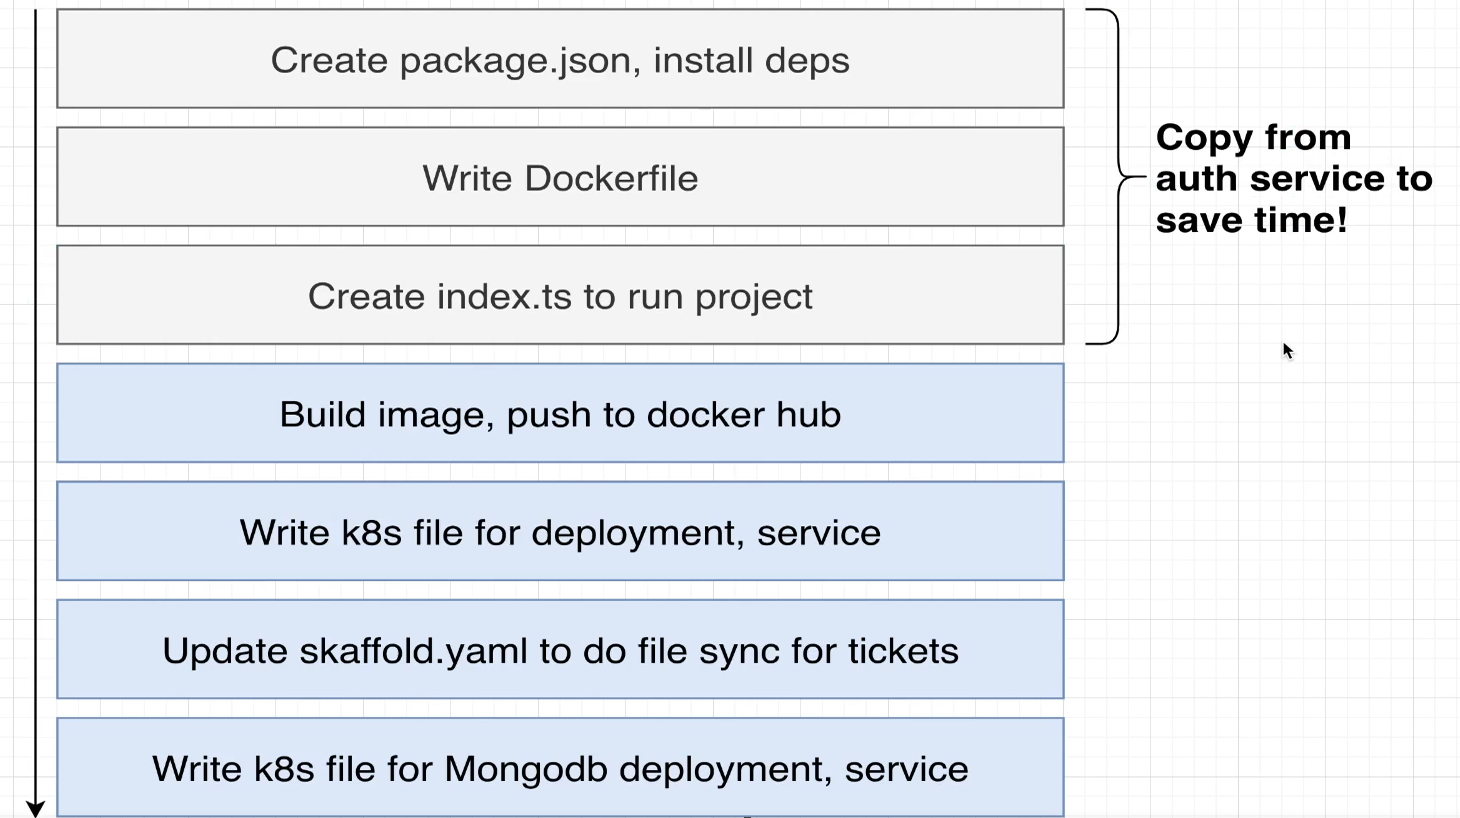 Create package.json, install deps
Write Dockerfile
Create index.ts to run project
Copy from
auth service to
save time!
Build image, push to docker hub
Write k8s file for deployment, service
Update skaffold.yaml to do file sync for tickets
Write k8s file for Mongodb deployment, service